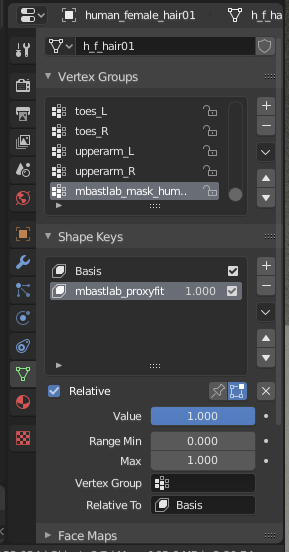 human_female_hair01
h_f_ha
h_f_hair01
Vertex Groups
toes_L
toes_R
upperarm_L
upperarm_R
mbastlab_mask_hum..
Shape Keys
Basis
mbastlab_proxyfit 1.000
Relative
Value 1.000
Range Min 0.000
Max 1.000
Vertex Group
Relative To Basis
Face Maps